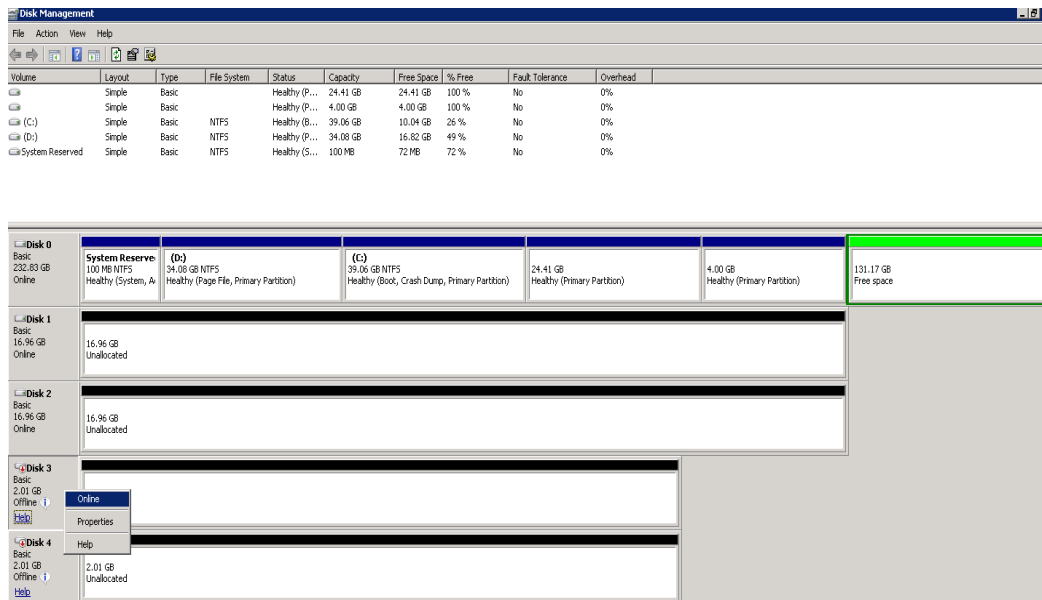 Disk Management
File Action View Help
Volume Layout Type File System Status Capacity Free Space % Free Fault Tolerance Overhead
Simple Basic Healthy (P... 24.41 GB 24.41 GB 100 % No 0%
Simple Basic Healthy (P... 4.00 GB 4.00 GB 100 % No 0%
(C:) Simple Basic NTFS Healthy (B... 39.06 GB 10.04 GB 26 % No 0%
(D:) Simple Basic NTFS Healthy (P... 34.08 GB 16.82 GB 49 % No 0%
System Reserved Simple Basic NTFS Healthy (S... 100 MB 72 MB 72 % No 0%
Disk 0
Basic
232.83 GB
Online
System Reserve
100 MB NTFS
Healthy (System, A
(D:)
34.08 GB NTFS
Healthy (Page File, Primary Partition)
(C:)
39.06 GB NTFS
Healthy (Boot, Crash Dump, Primary Partition)
24.41 GB
Healthy (Primary Partition)
4.00 GB
Healthy (Primary Partition)
131.17 GB
Free space
Disk 1
Basic
16.96 GB
Online
16.96 GB
Unallocated
Disk 2
Basic
16.96 GB
Online
16.96 GB
Unallocated
Disk 3
Basic
2.01 GB
Offline
Help
Online
Properties
Help
Disk 4
Basic
2.01 GB
Offline
Help
2.01 GB
Unallocated